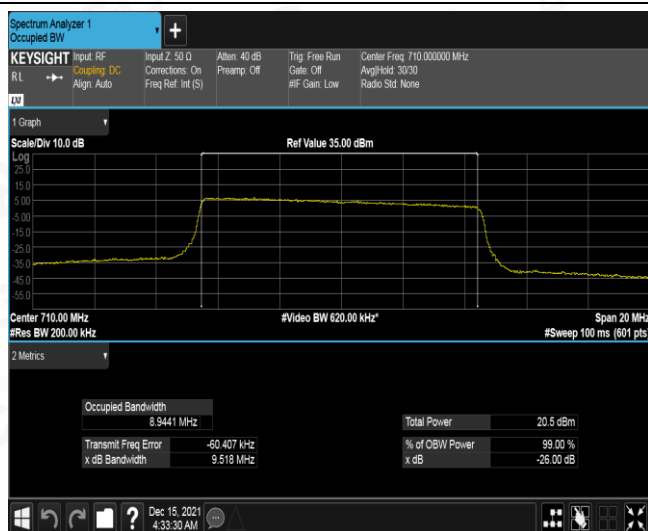 Spectrum Analyzer 1
Occupied BW
+
KEYSIGHT Input: RF Input Z: 50 Ω Atten: 40 dB Trig: Free Run Center Freq: 710.000000 MHz
RL Coupling: DC Corrections: On Preamp: Off Gate: Off Avg|Hold: 30/30
Align: Auto Freq Ref: Int (S) #IF Gain: Low Radio Std: None
LXI
1 Graph
Scale/Div 10.0 dB Ref Value 35.00 dBm
Log
25.0
15.0
5.00
-5.00
-15.0
-25.0
-35.0
-45.0
-55.0
Center 710.00 MHz #Video BW 620.00 kHz* Span 20 MHz
#Res BW 200.00 kHz #Sweep 100 ms (601 pts)
2 Metrics
Occupied Bandwidth
8.9441 MHz Total Power 20.5 dBm
Transmit Freq Error -60.407 kHz % of OBW Power 99.00 %
x dB Bandwidth 9.518 MHz x dB -26.00 dB
? Dec 15, 2021
4:33:30 AM